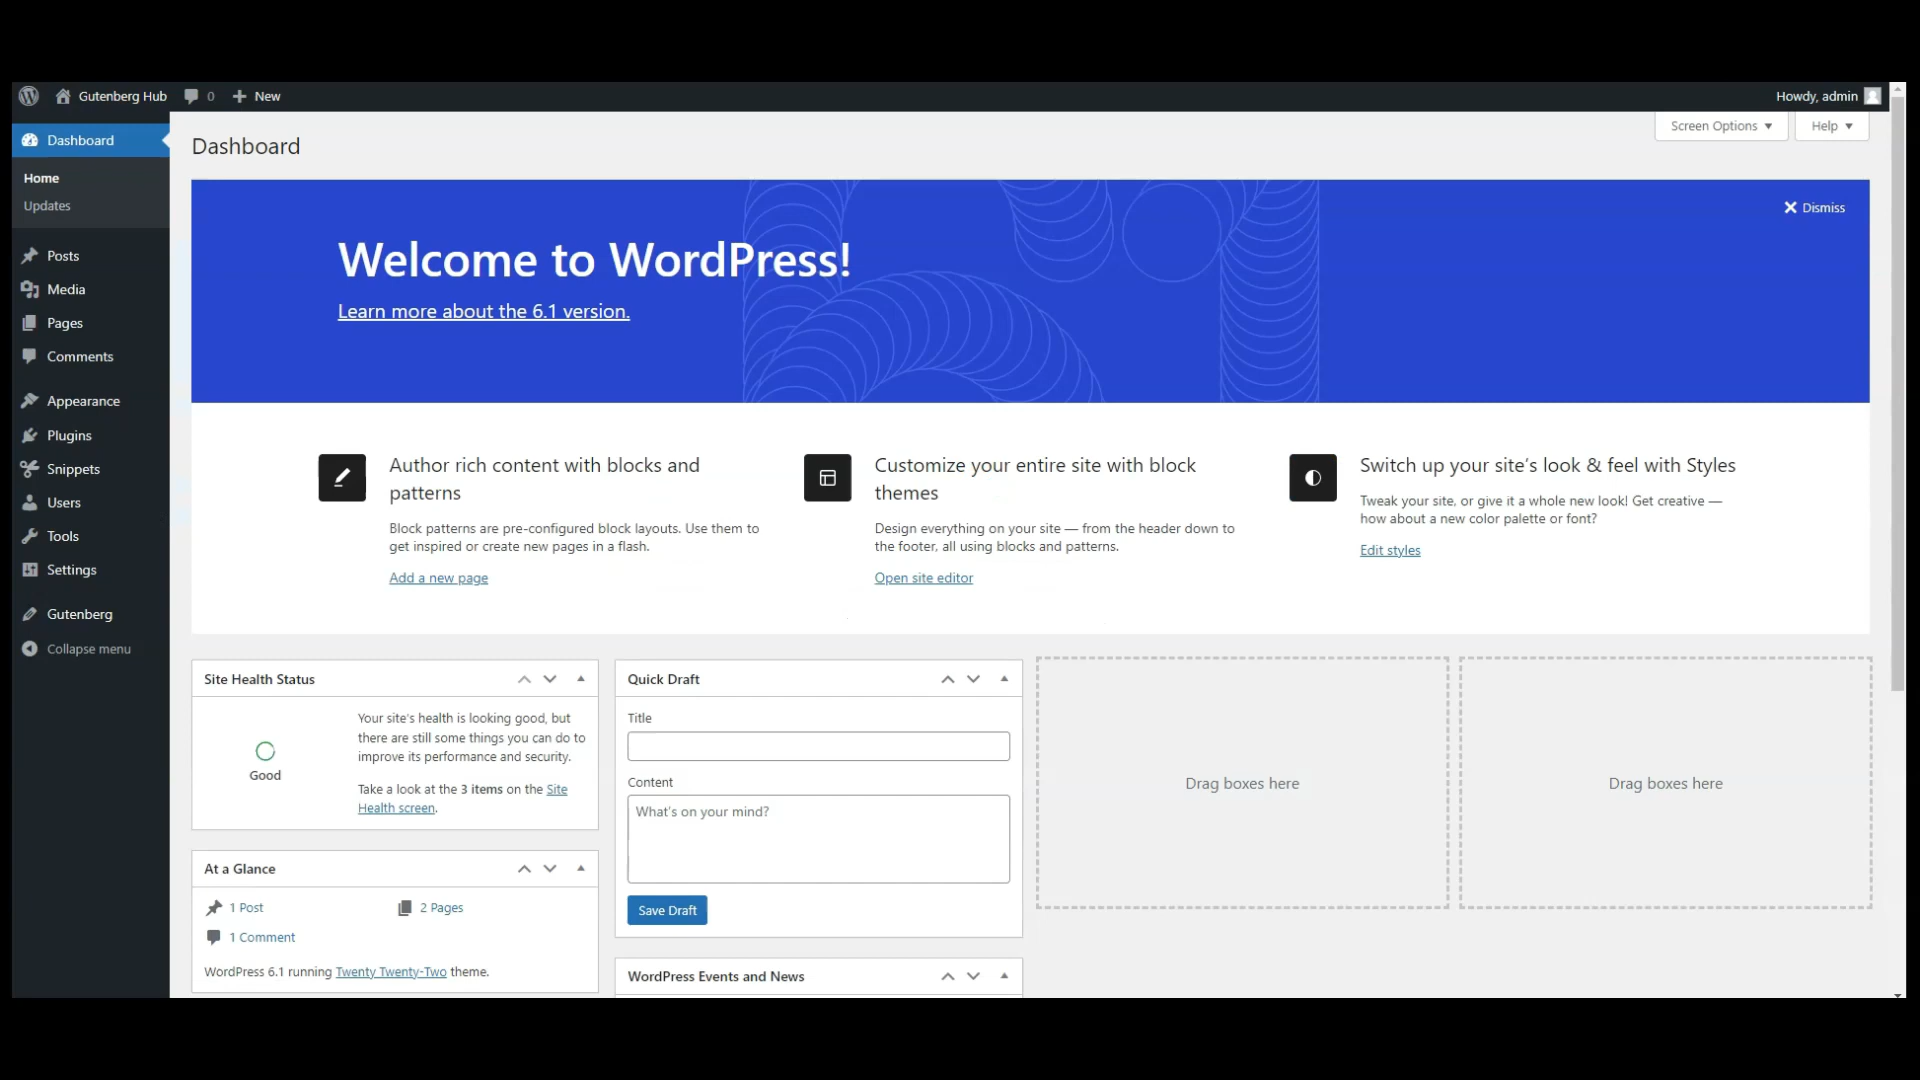 Gutenberg Hub 0 New Howdy, admin
Dashboard
Home
Updates
Posts
Media
Pages
Comments
Appearance
Plugins
Snippets
Users
Tools
Settings
Gutenberg
Collapse menu
Screen Options Help
Dashboard
Dismiss
Welcome to WordPress!
Learn more about the 6.1 version.
Author rich content with blocks and
patterns
Block patterns are pre-configured block layouts. Use them to
get inspired or create new pages in a flash.
Add a new page
Customize your entire site with block
themes
Design everything on your site — from the header down to
the footer, all using blocks and patterns.
Open site editor
Switch up your site's look & feel with Styles
Tweak your site, or give it a whole new look! Get creative —
how about a new color palette or font?
Edit styles
Site Health Status
Good
Your site's health is looking good, but
there are still some things you can do to
improve its performance and security.
Take a look at the 3 items on the Site
Health screen.
At a Glance
1 Post 2 Pages
1 Comment
WordPress 6.1 running Twenty Twenty-Two theme.
Quick Draft
Title
Content
What's on your mind?
Save Draft
WordPress Events and News
Drag boxes here
Drag boxes here